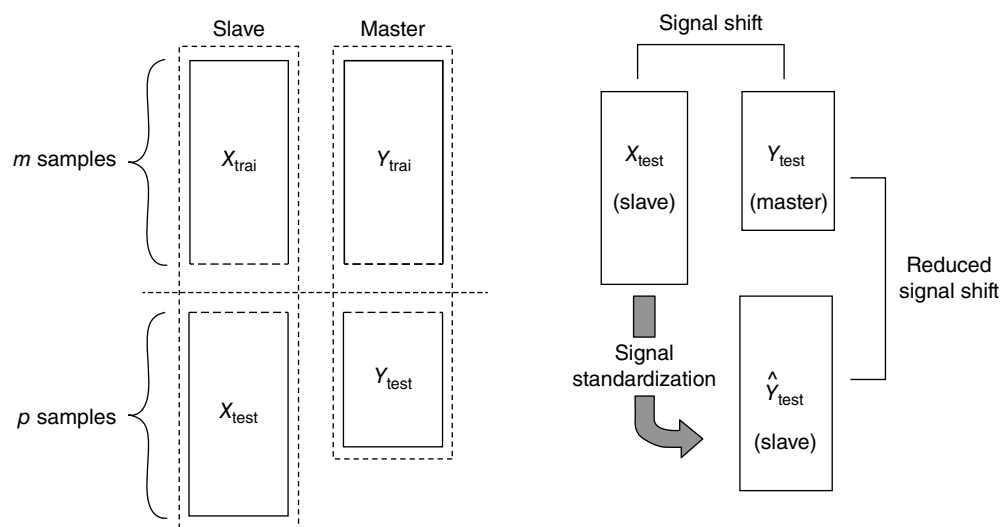 Slave
Master
m samples
X_trai
Y_trai
p samples
X_test
Y_test
Signal shift
X_test
(slave)
Y_test
(master)
Reduced
signal shift
Signal
standardization
Ŷ_test
(slave)